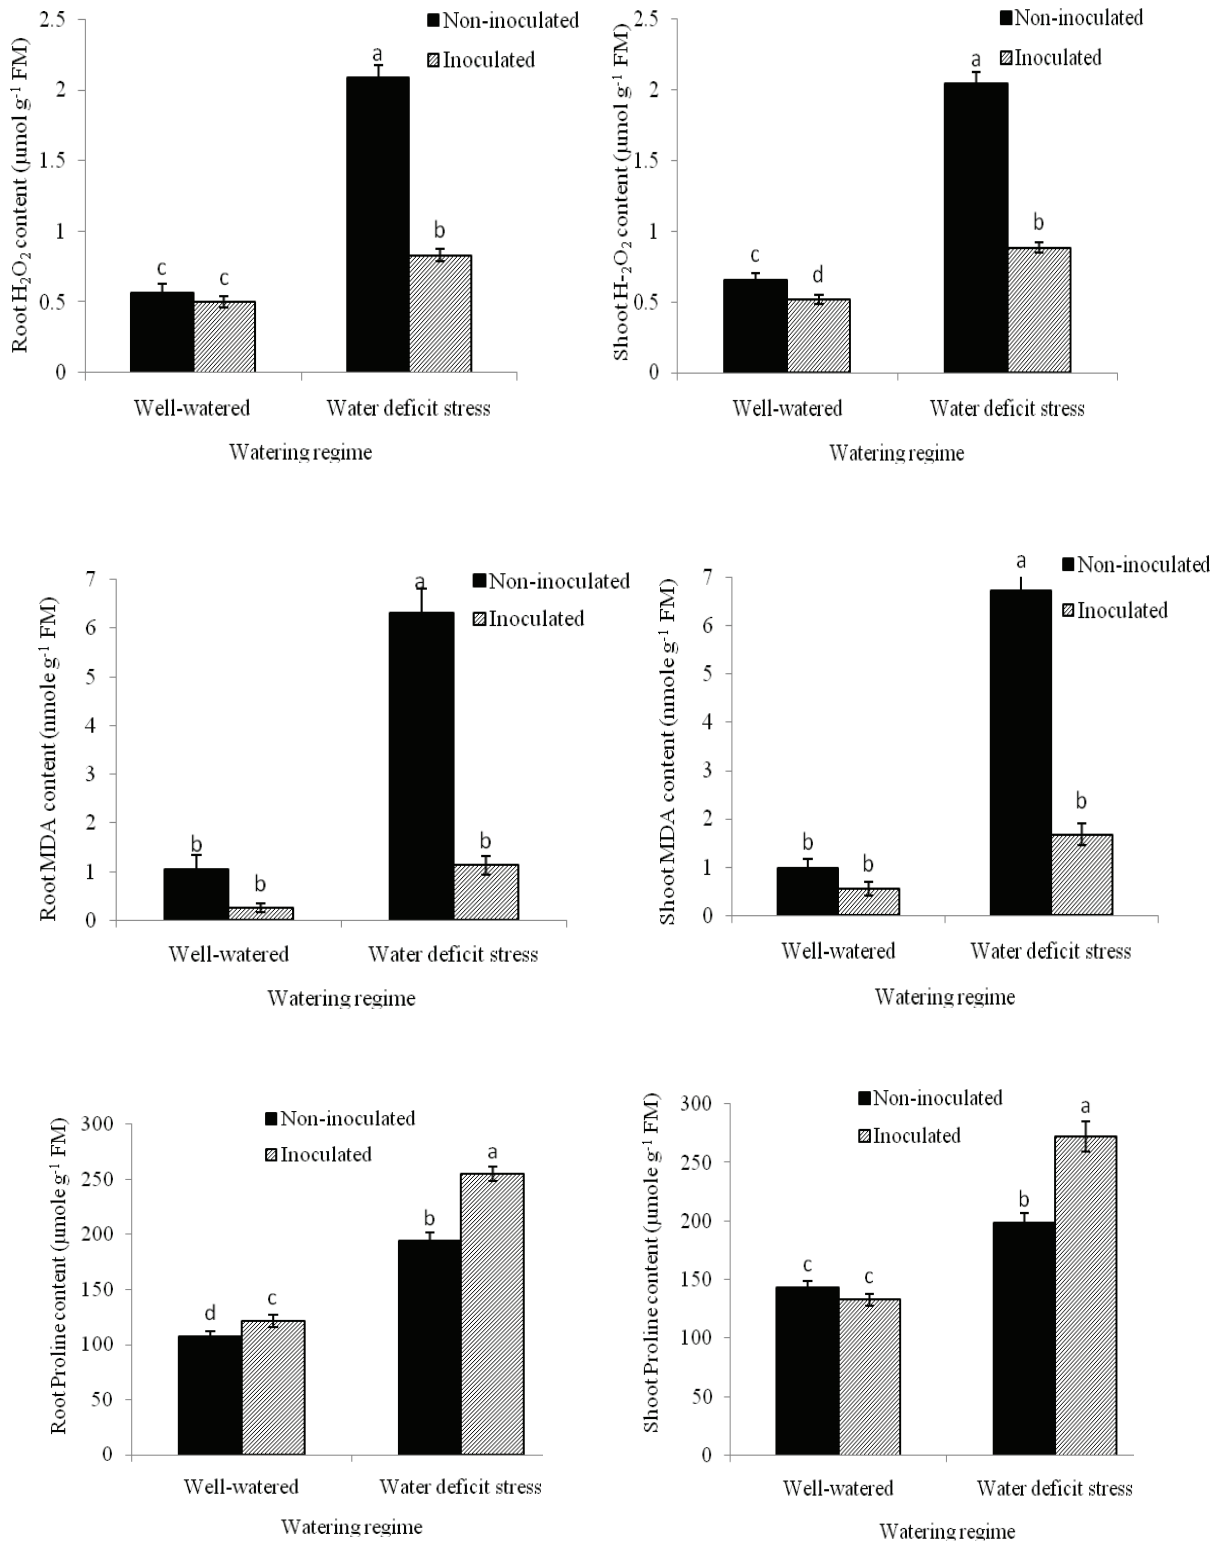 Root H₂O₂ content (µmol g⁻¹ FM)
2.5
2
1.5
1
0.5
0
Non-inoculated
Inoculated
a
b
c
c
Well-watered
Water deficit stress
Watering regime
Shoot H-₂O₂ content (µmol g⁻¹ FM)
2.5
2
1.5
1
0.5
0
Non-inoculated
Inoculated
a
b
c
d
Well-watered
Water deficit stress
Watering regime
Root MDA content (nmole g⁻¹ FM)
7
6
5
4
3
2
1
0
Non-inoculated
Inoculated
a
b
b
b
Well-watered
Water deficit stress
Watering regime
Shoot MDA content (nmole g⁻¹ FM)
7
6
5
4
3
2
1
0
Non-inoculated
Inoculated
a
b
b
b
Well-watered
Water deficit stress
Watering regime
Root Proline content (µmole g⁻¹ FM)
300
250
200
150
100
50
0
Non-inoculated
Inoculated
a
b
d
c
Well-watered
Water deficit stress
Watering regime
Shoot Proline content (µmole g⁻¹ FM)
300
250
200
150
100
50
0
Non-inoculated
Inoculated
a
b
c
c
Well-watered
Water deficit stress
Watering regime